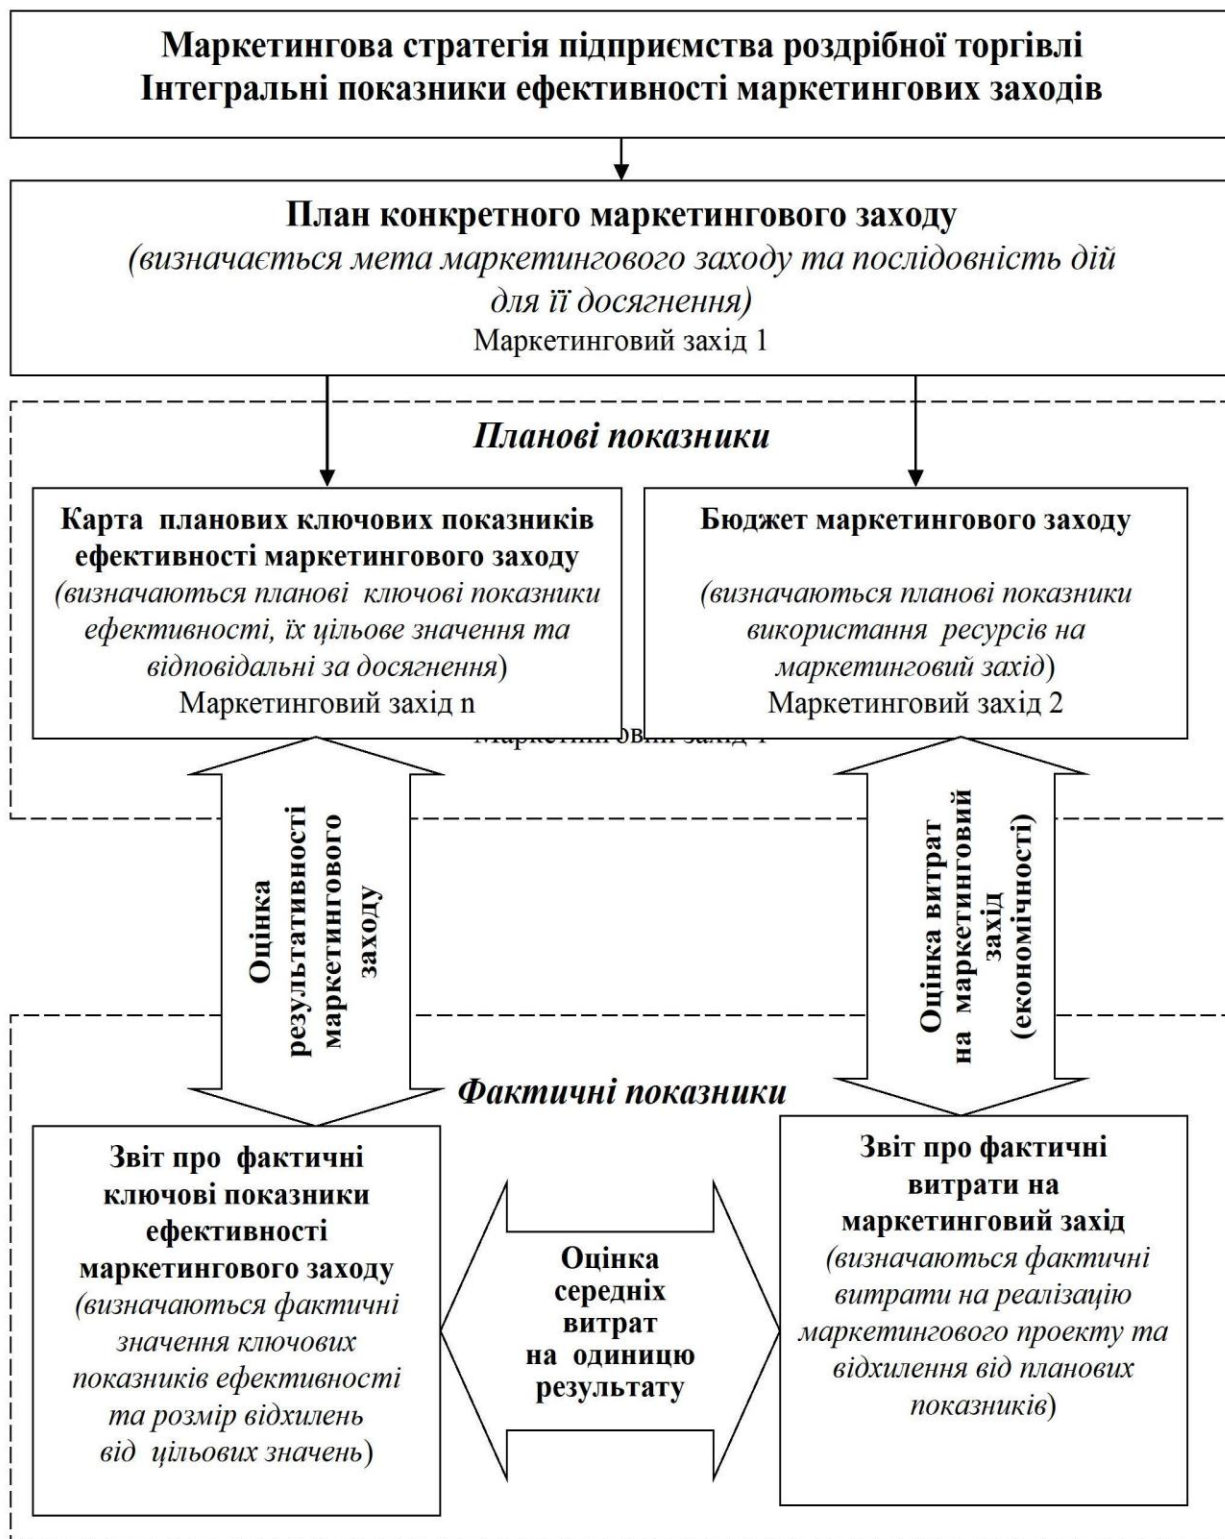 Маркетингова стратегія підприємства роздрібної торгівлі
Інтегральні показники ефективності маркетингових заходів
План конкретного маркетингового заходу
(визначається мета маркетингового заходу та послідовність дій
для її досягнення)
Маркетинговий захід 1
Планові показники
Карта планових ключових показників
ефективності маркетингового заходу
(визначаються планові ключові показники
ефективності, їх цільове значення та
відповідальні за досягнення)
Маркетинговий захід n
Бюджет маркетингового заходу
(визначаються планові показники
використання ресурсів на
маркетинговий захід)
Маркетинговий захід 2
Оцінка
результативності
маркетингового
заходу
Оцінка витрат
на маркетинговий
захід
(економічності)
Фактичні показники
Звіт про фактичні
ключові показники
ефективності
маркетингового заходу
(визначаються фактичні
значення ключових
показників ефективності
та розмір відхилень
від цільових значень)
Оцінка
середніх
витрат
на одиницю
результату
Звіт про фактичні
витрати на
маркетинговий захід
(визначаються фактичні
витрати на реалізацію
маркетингового проекту та
відхилення від планових
показників)